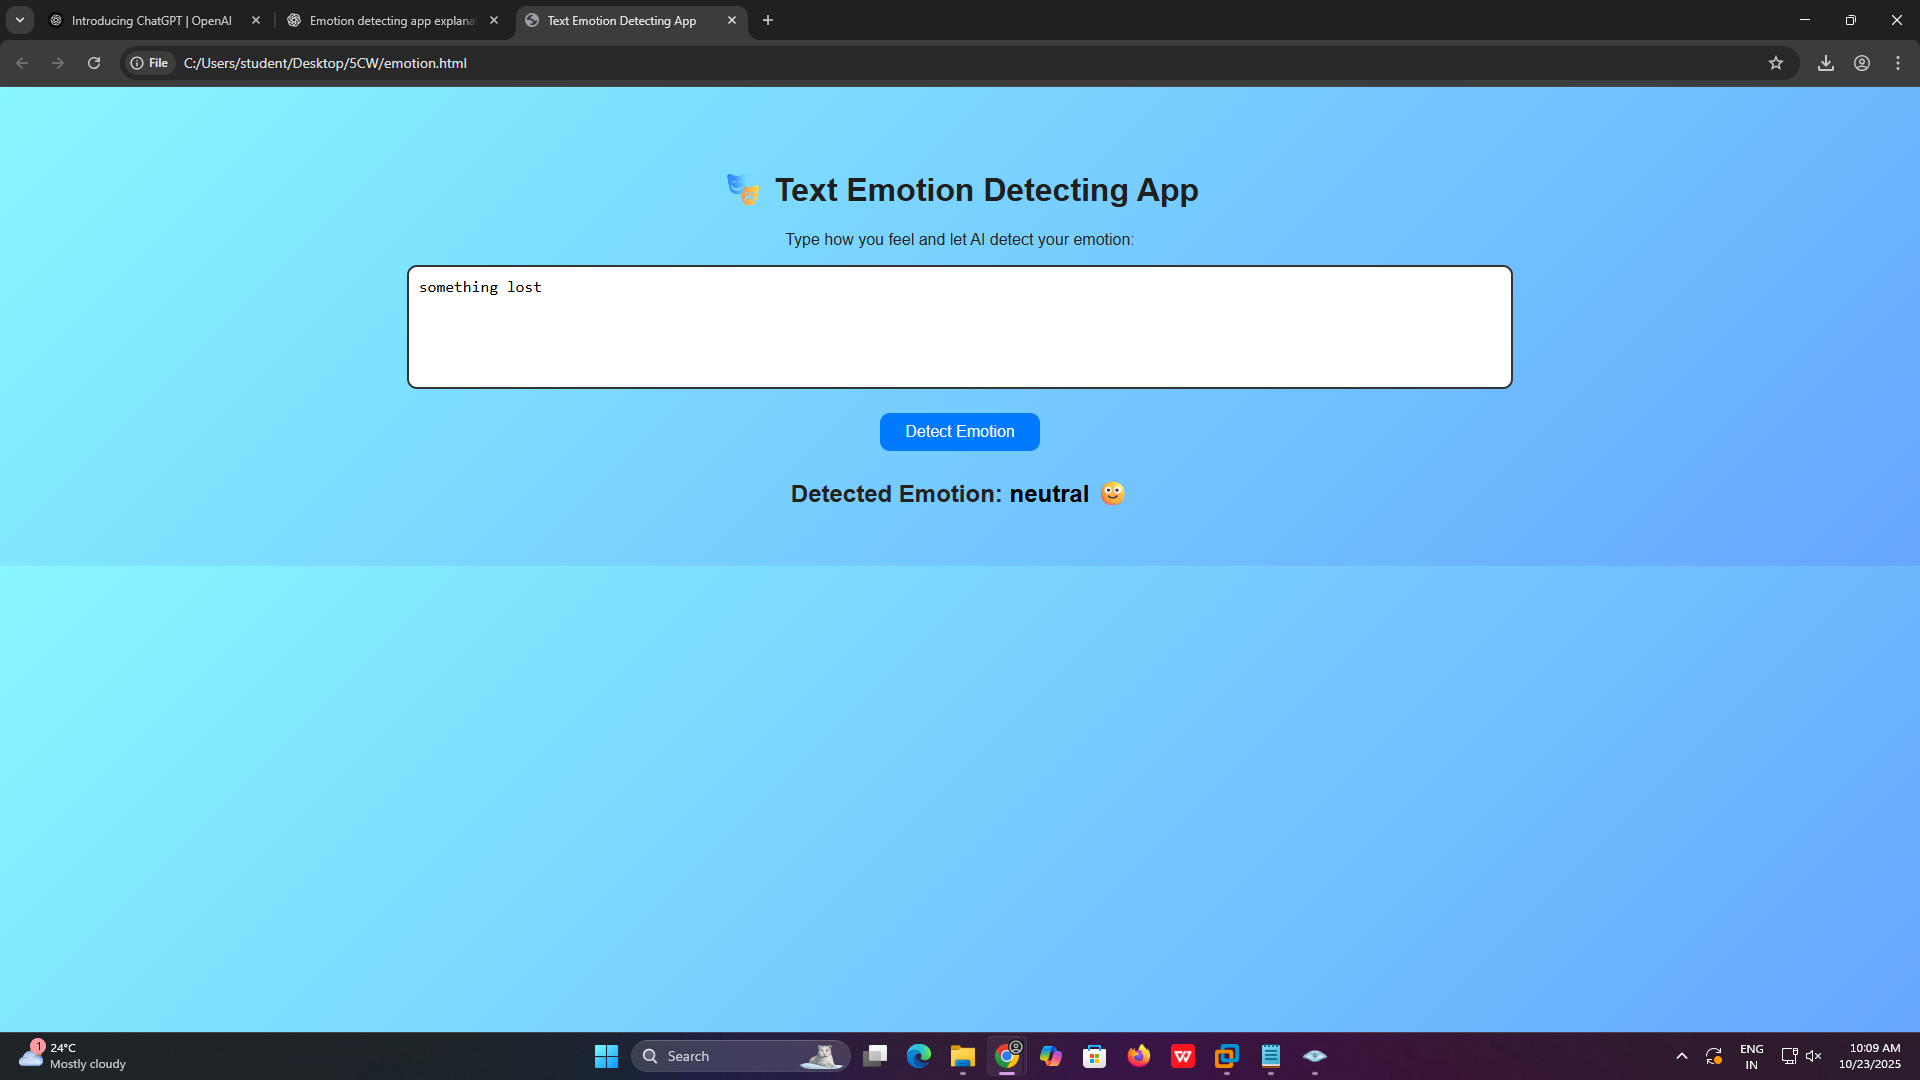 Introducing ChatGPT | OpenAI
Emotion detecting app explana
Text Emotion Detecting App
File
C:/Users/student/Desktop/5CW/emotion.html
Text Emotion Detecting App
Type how you feel and let AI detect your emotion:
something lost
Detect Emotion
Detected Emotion: neutral
1
24°C
Mostly cloudy
Search
ENG
IN
10:09 AM
10/23/2025